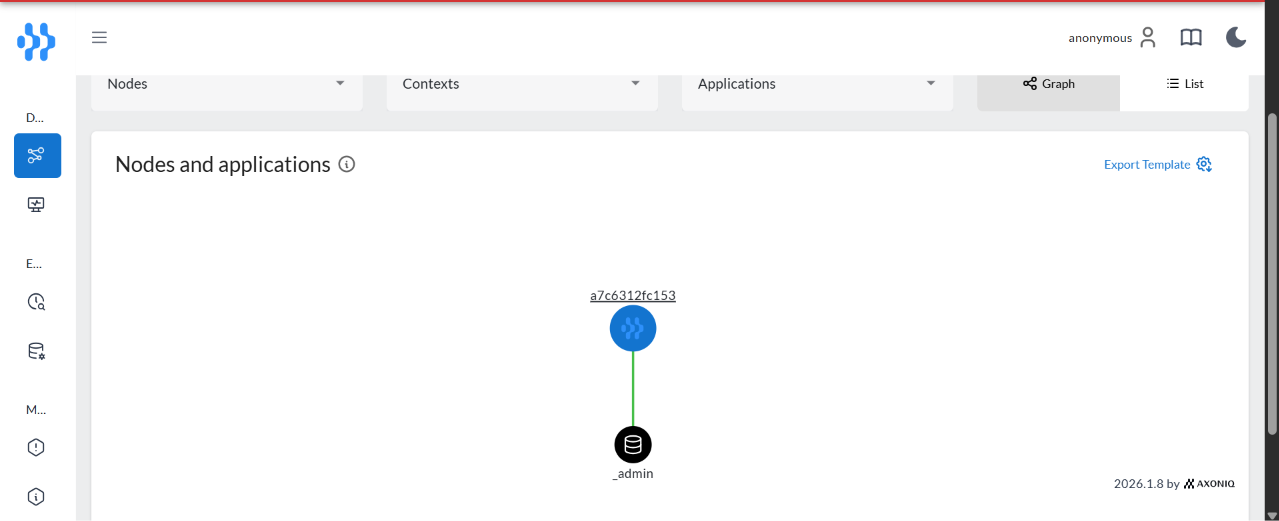 anonymous
D...
E...
M...
Nodes
Contexts
Applications
Graph
List
Nodes and applications
Export Template
a7c6312fc153
_admin
2026.1.8 by AXONIQ